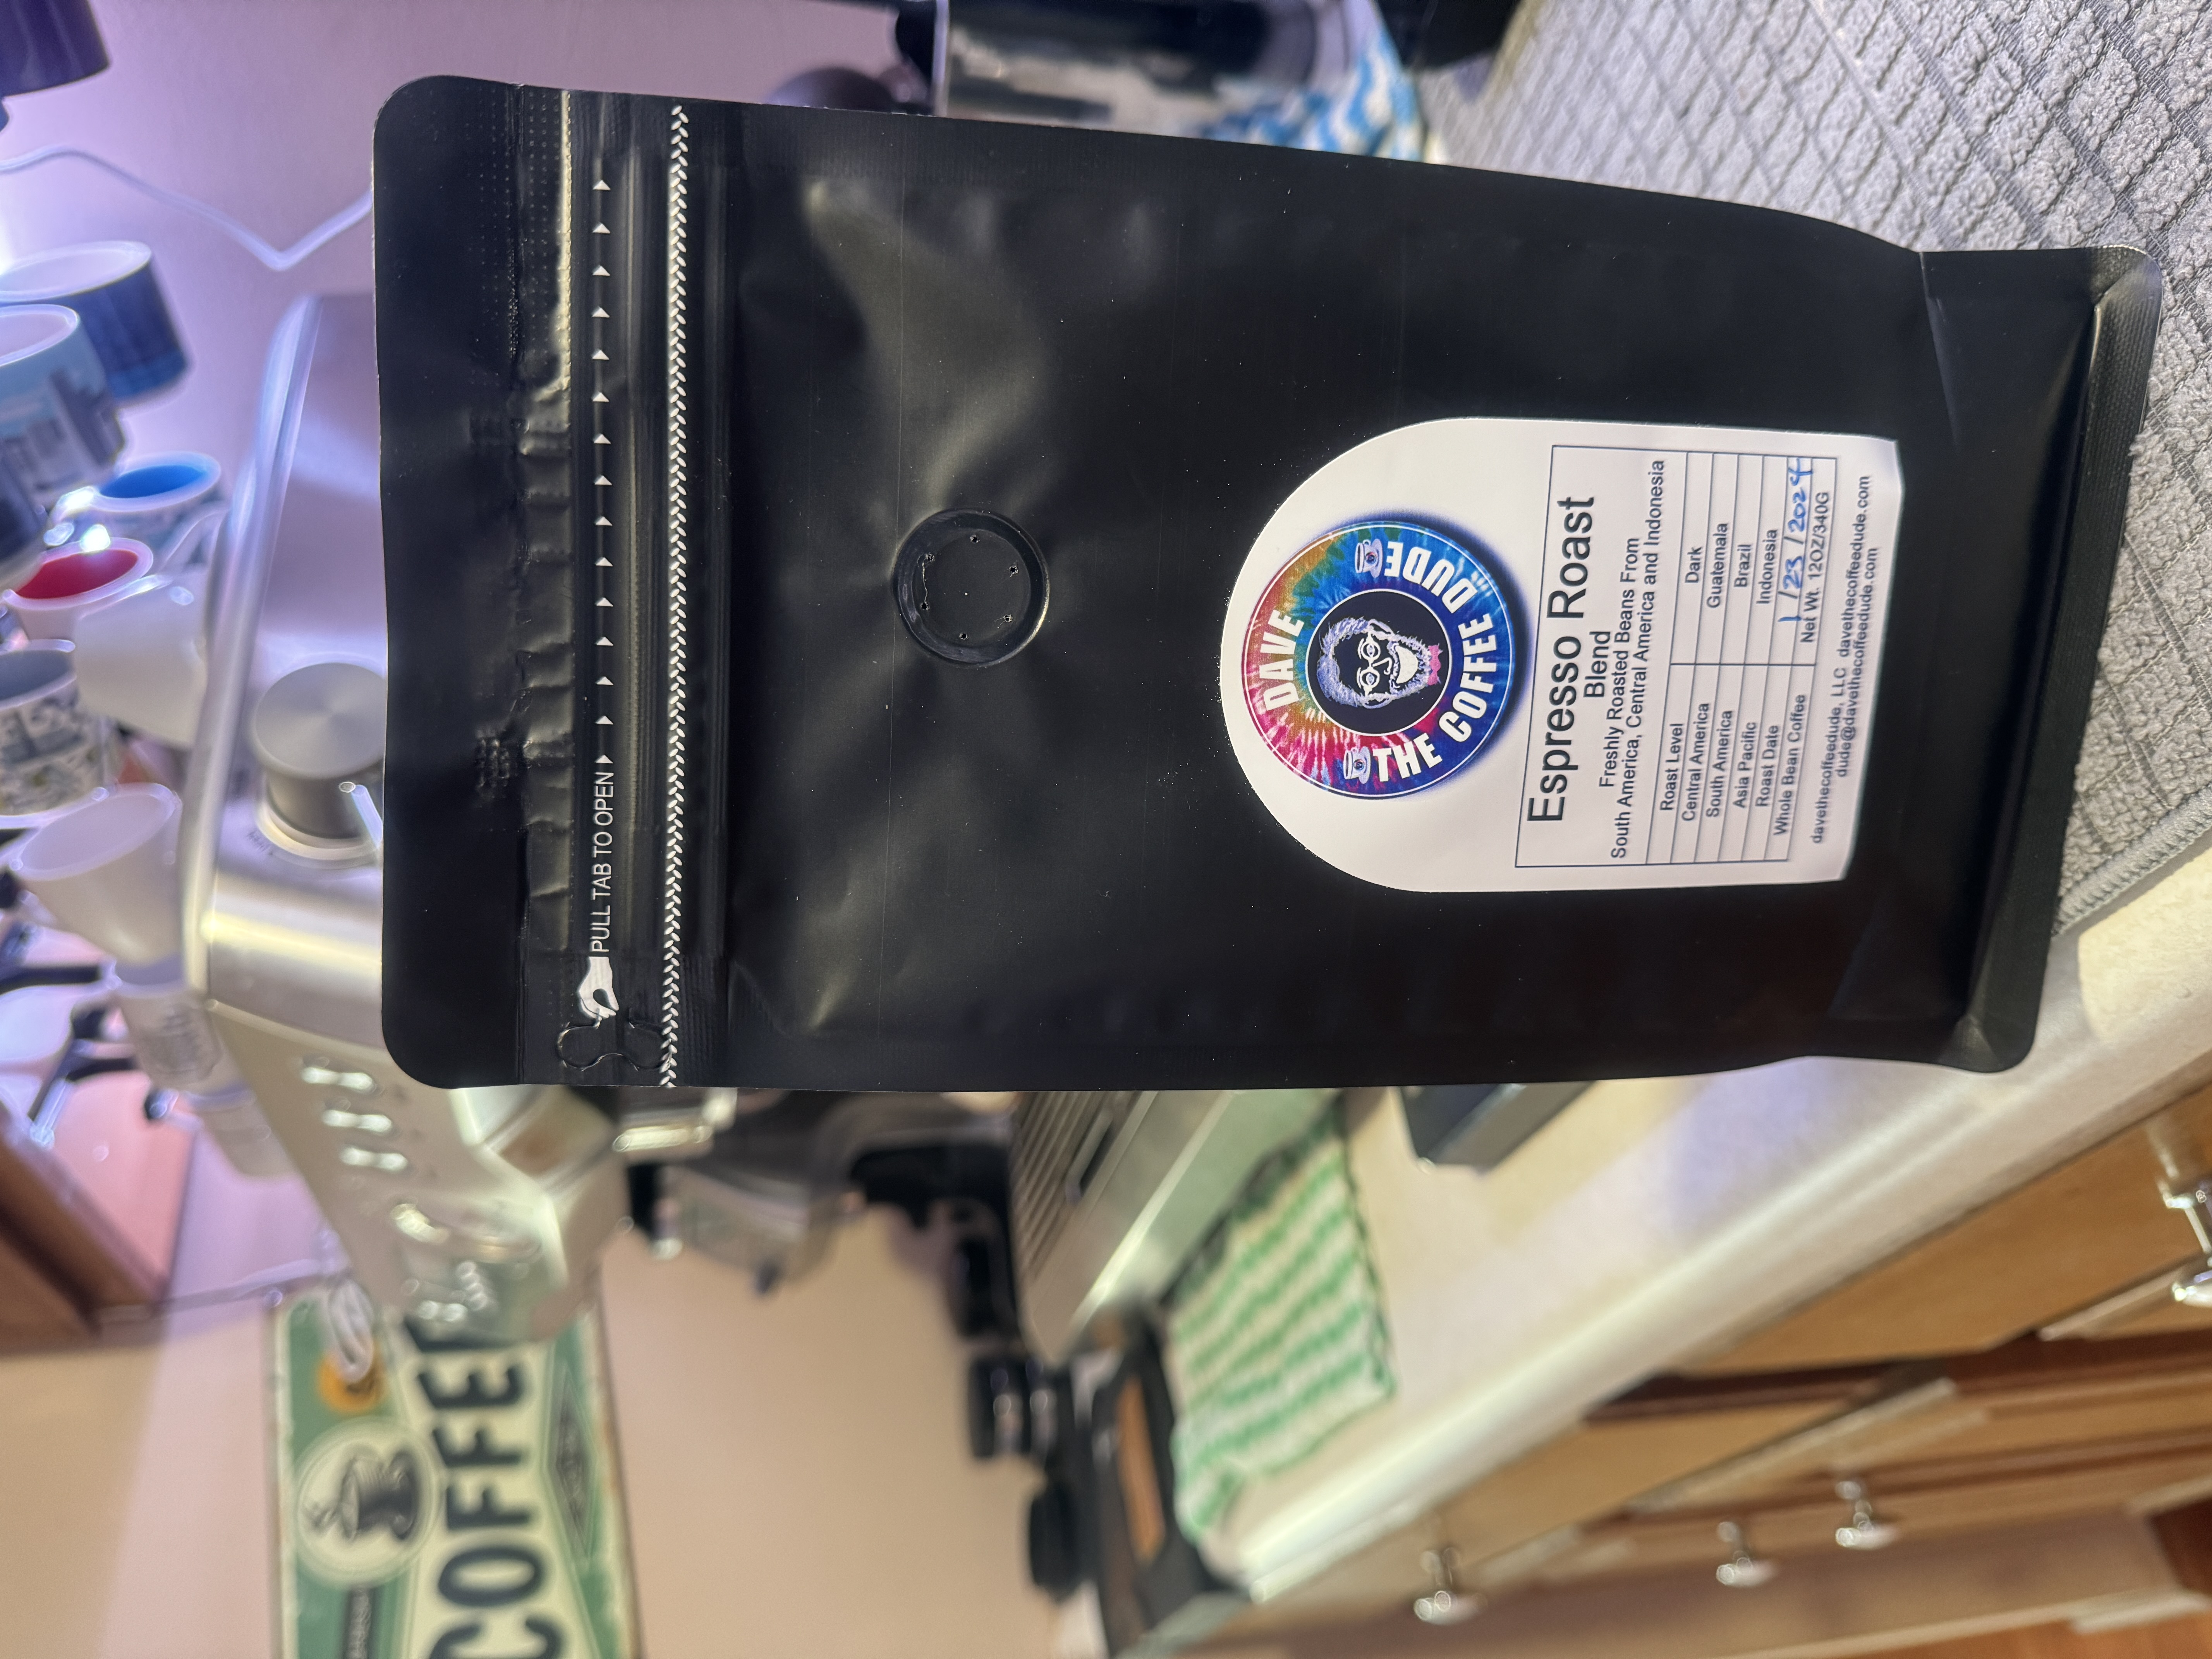 PULL TAB TO OPEN
DAVE
THE COFFEE DUDE
Espresso Roast
Blend
Freshly Roasted Beans From
South America, Central America and Indonesia
Roast Level Dark
Central America Guatemala
South America Brazil
Asia Pacific Indonesia
Roast Date 1/23/2024
Whole Bean Coffee Net Wt. 12OZ/340G
davethecoffeedude, LLC davethecoffeedude.com
dude@davethecoffeedude.com
COFFEE